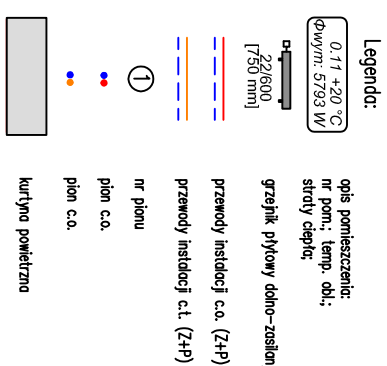 Legenda:
0.11 +20 °C
Φwym: 5793 W
opis pomieszczenia:
nr pom.; temp. obl.;
straty ciepła;
22/600
[750 mm]
grzejnik płytowy dolno-zasilan
przewody instalacji c.o. (Z+P)
przewody instalacji c.t. (Z+P)
1
nr pionu
pion c.o.
pion c.o.
kurtyna powietrzna